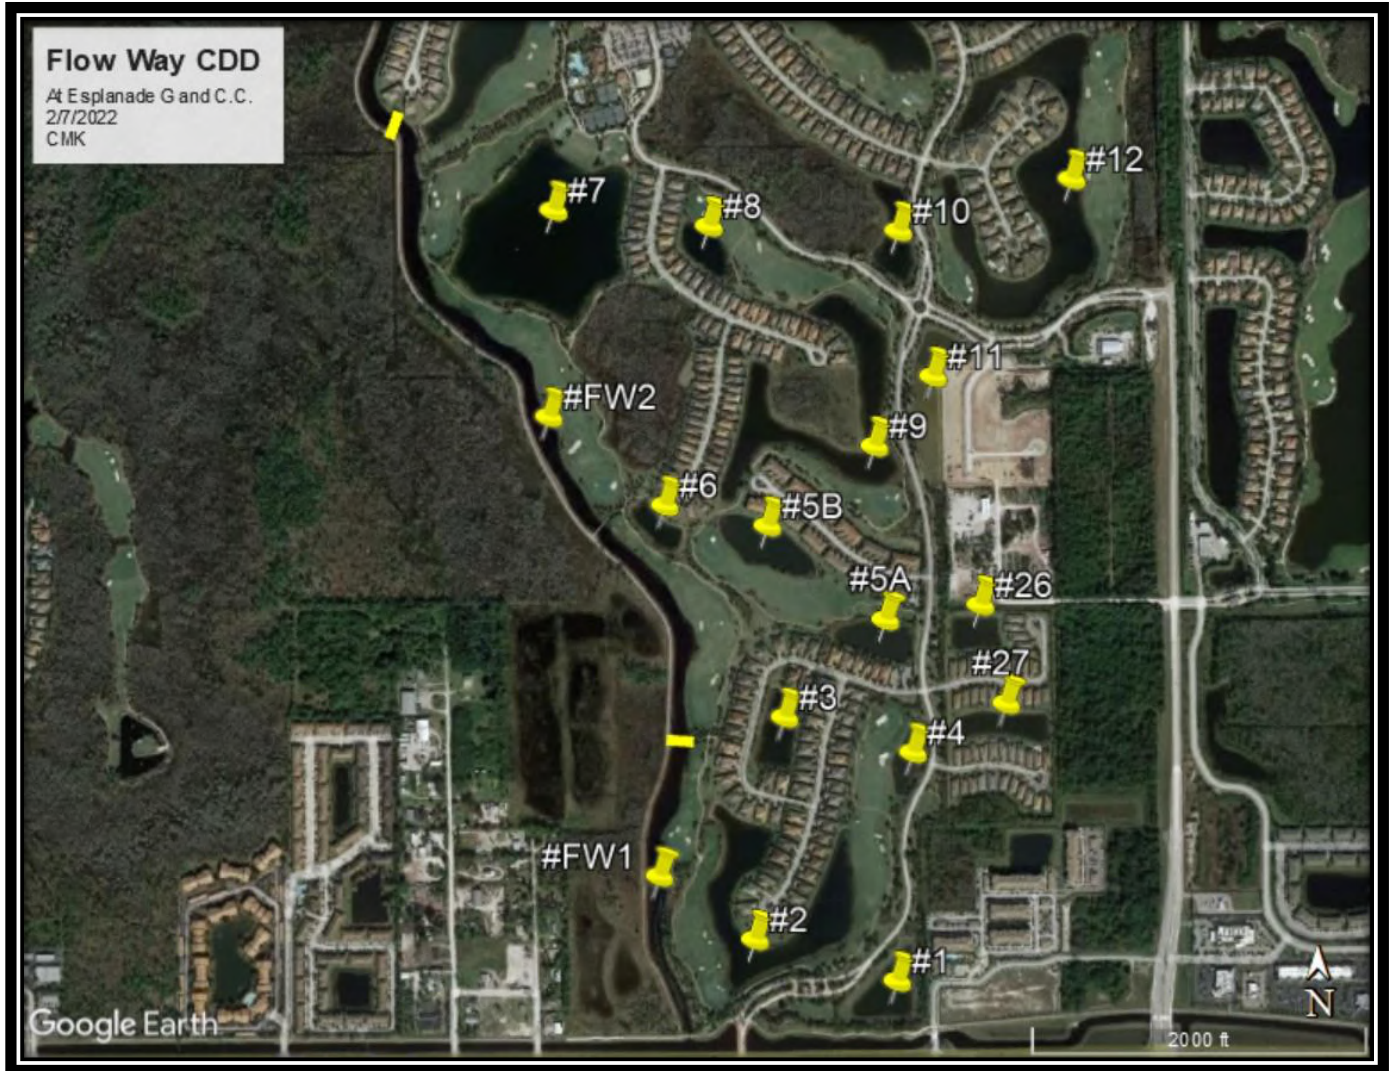 Flow Way CDD
At Esplanade G and C.C.
2/7/2022
CMK
#12
#7
#8
#10
#11
#FW2
#9
#6
#5B
#5A
#26
#27
#3
#4
#FW1
#2
#1
N
Google Earth
2000 ft